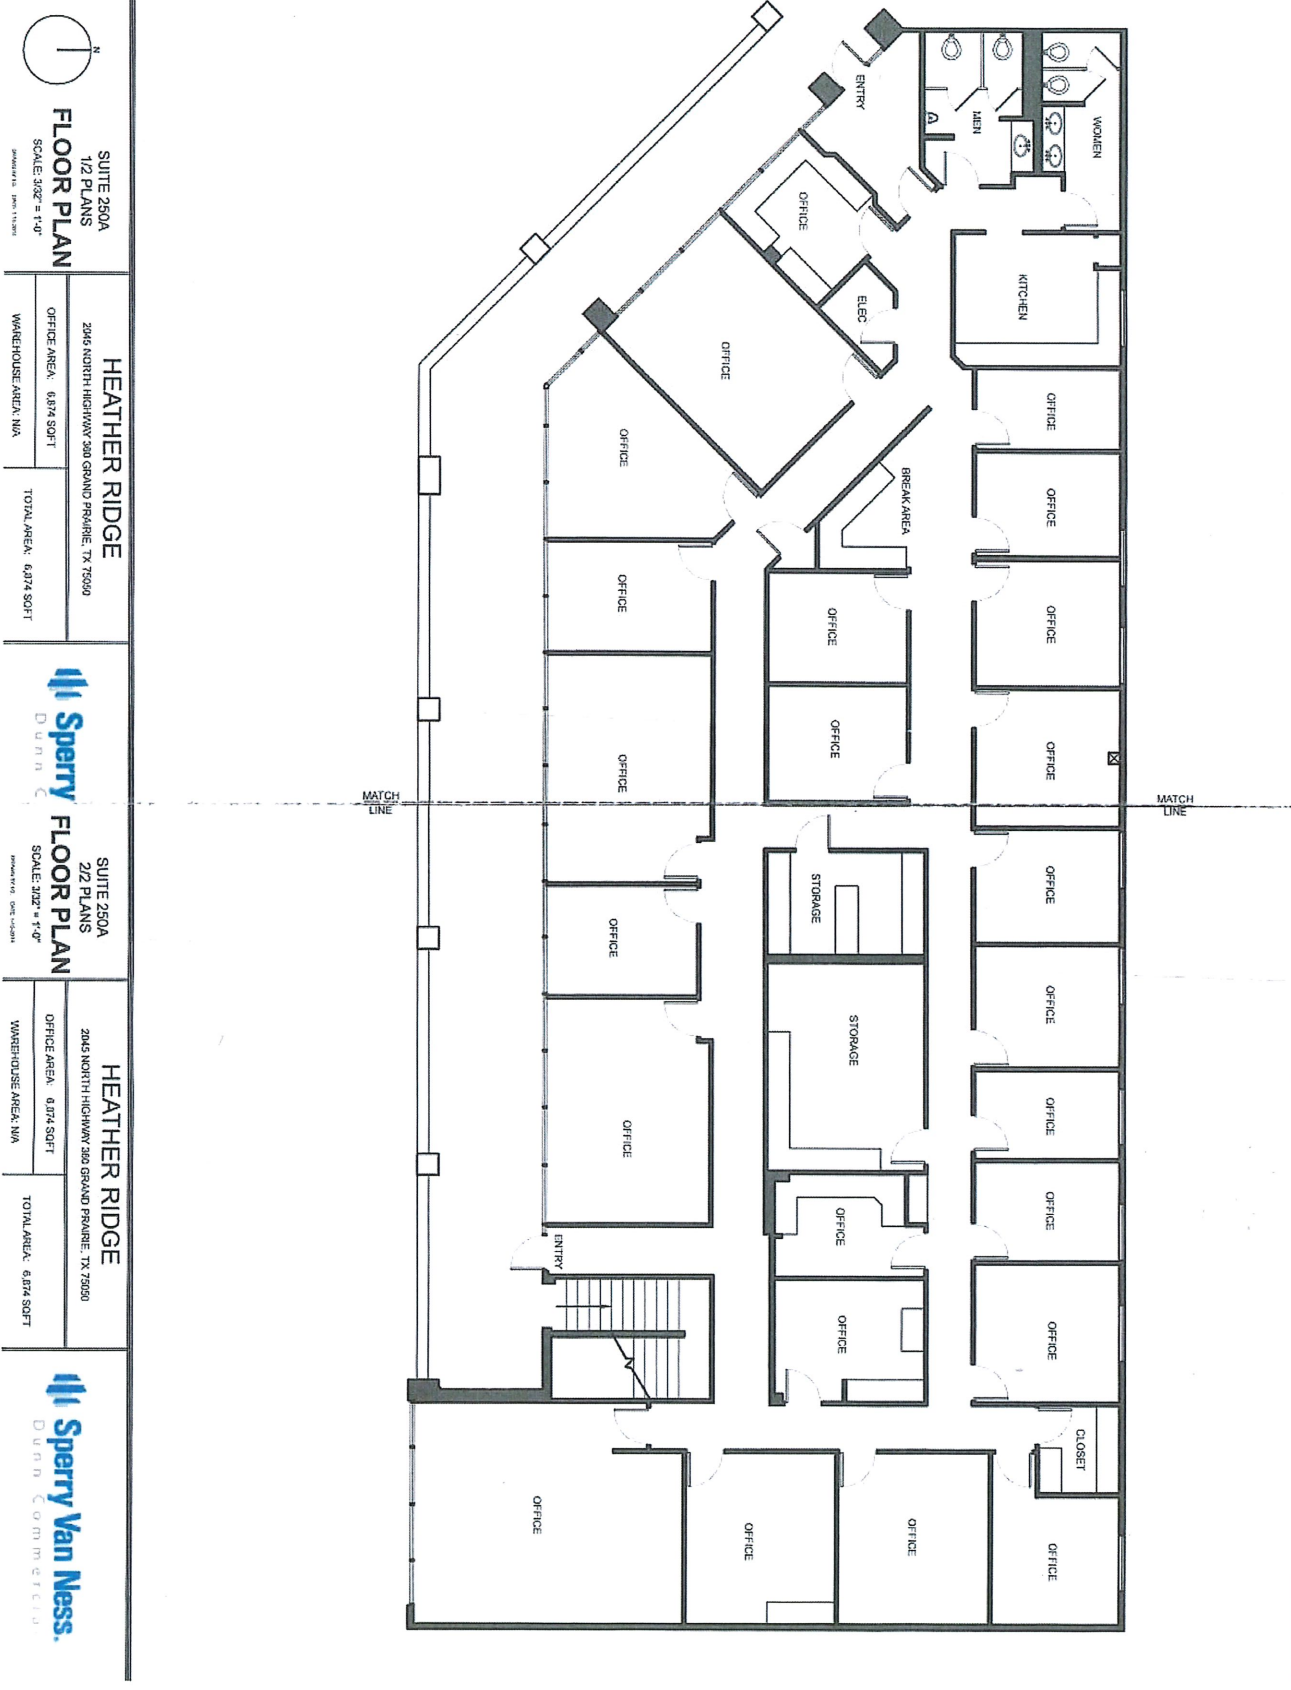 N
SUITE 250A
1/2 PLANS
FLOOR PLAN
SCALE: 3/32" = 1'-0"
HEATHER RIDGE
2045 NORTH HIGHWAY 360 GRAND PRAIRIE, TX 75050
OFFICE AREA: 6,874 SQFT
WAREHOUSE AREA: N/A
TOTAL AREA: 6,874 SQFT
Sperry
Dunn C
SUITE 250A
2/2 PLANS
FLOOR PLAN
SCALE: 3/32" = 1'-0"
HEATHER RIDGE
2045 NORTH HIGHWAY 360 GRAND PRAIRIE, TX 75050
OFFICE AREA: 6,874 SQFT
WAREHOUSE AREA: N/A
TOTAL AREA: 6,874 SQFT
Sperry Van Ness.
Dunn Commercial
ENTRY
MEN
WOMEN
OFFICE
KITCHEN
ELEC
OFFICE
OFFICE
OFFICE
BREAK AREA
OFFICE
OFFICE
OFFICE
OFFICE
OFFICE
OFFICE
OFFICE
OFFICE
MATCH
LINE
MATCH
LINE
STORAGE
OFFICE
OFFICE
STORAGE
OFFICE
OFFICE
OFFICE
OFFICE
OFFICE
ENTRY
OFFICE
OFFICE
CLOSET
OFFICE
OFFICE
OFFICE
OFFICE